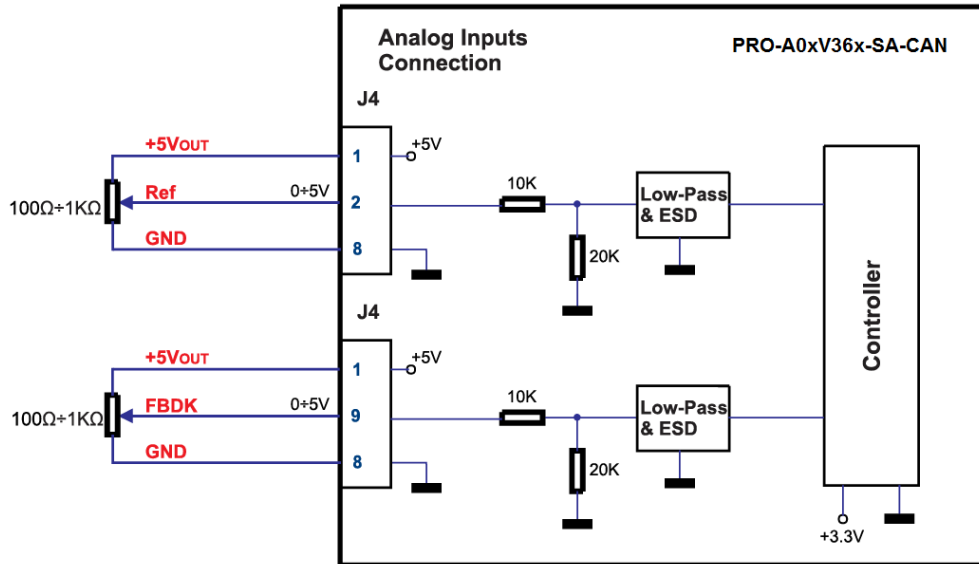 Analog Inputs
Connection
PRO-A0xV36x-SA-CAN
J4
+5VOUT
1
+5V
Ref
0÷5V
2
100Ω÷1KΩ
GND
8
10K
20K
Low-Pass
& ESD
Controller
J4
+5VOUT
1
+5V
FBDK
0÷5V
9
100Ω÷1KΩ
GND
8
10K
20K
Low-Pass
& ESD
+3.3V